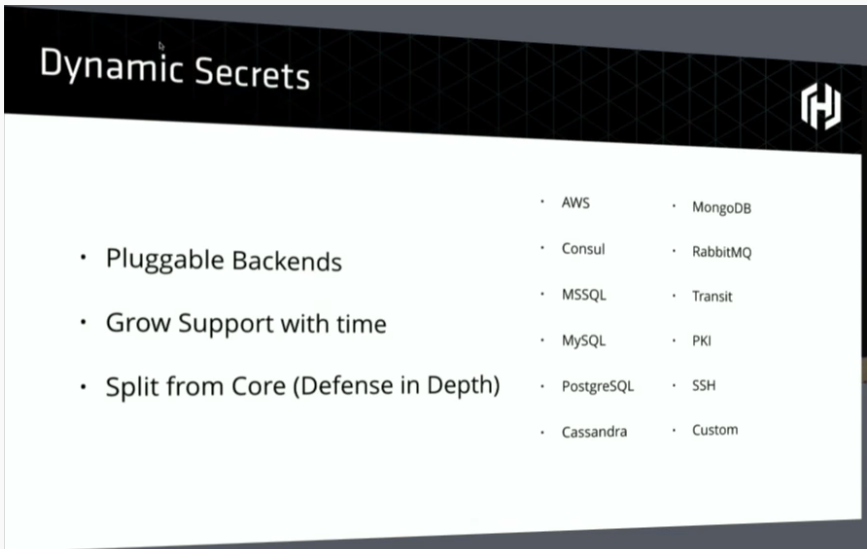 Dynamic Secrets
Pluggable Backends
Grow Support with time
Split from Core (Defense in Depth)
AWS
Consul
MSSQL
MySQL
PostgreSQL
Cassandra
MongoDB
RabbitMQ
Transit
PKI
SSH
Custom